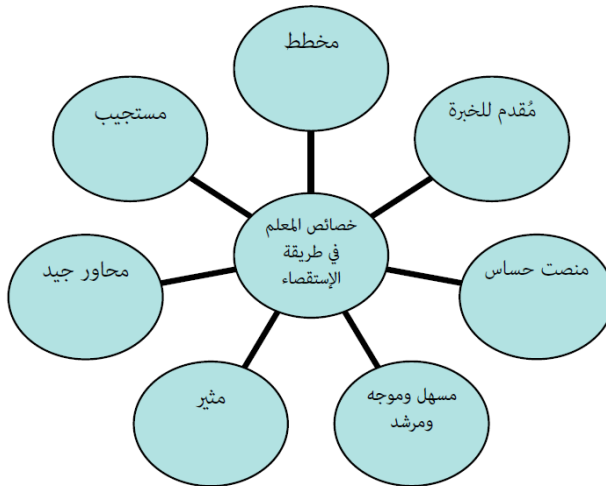 خصائص المعلم
في طريقة
الإستقصاء
مخطط
مُقدم للخبرة
منصت حساس
مسهل وموجه
ومرشد
مثير
محاور جيد
مستجيب